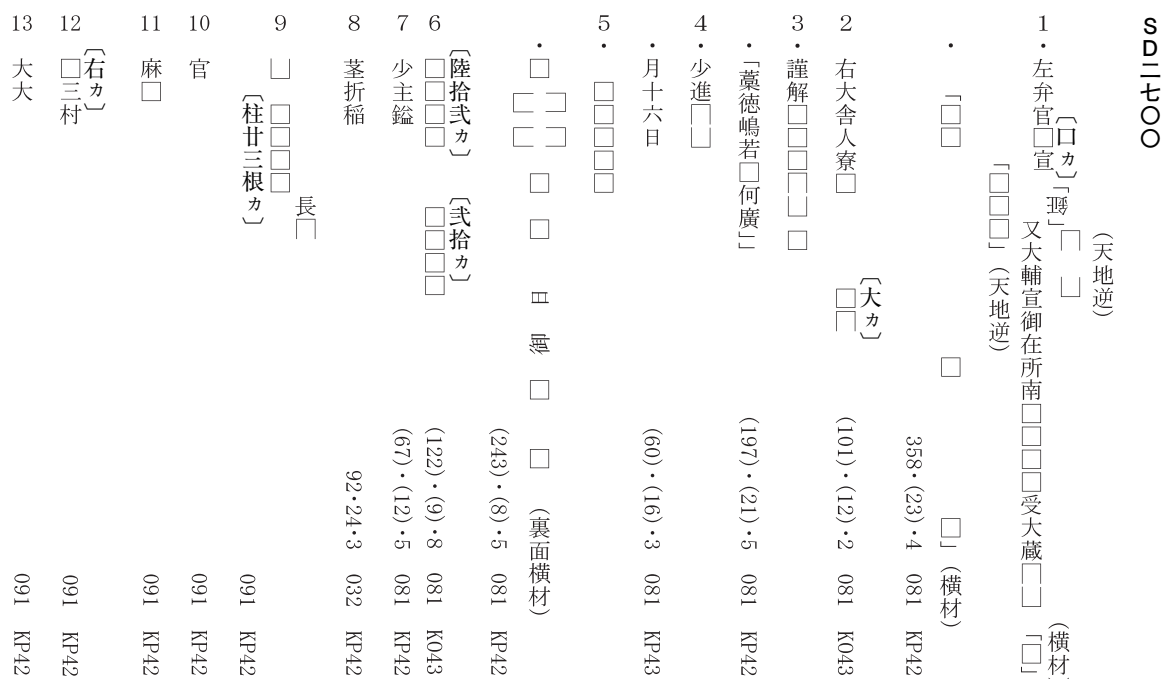 SD二七〇〇
(天地逆)
1・左弁官□宣 「鉦」 □ □
〔口カ〕
又大輔宣御在所南□□□□受大蔵□□ 「□」 (横材
「□□□」(天地逆)
・「□□ □ □」(横材)
358・(23)・4 081 KP42
2 右大舎人寮□ □□
〔大カ〕
(101)・(12)・2 081 KO43
3・謹解□□□□□□ □
・「藁徳嶋若□何廣」」
(197)・(21)・5 081 KP42
4・少進□□
・月十六日
(60)・(16)・3 081 KP43
5・ □□□□□
・□ □□ □□ □ □ 日 御 □ □ (裏面横材)
(243)・(8)・5 081 KP42
6 □□□□ □□□□
〔陸拾弐カ〕 〔弐拾カ〕
(122)・(9)・8 081 KO43
7 少主鎰
(67)・(12)・5 081 KP42
8 茎折稲
92・24・3 032 KP42
9 長□
□ □□□□
〔柱廿三根カ〕
091 KP42
10 官
091 KP42
11 麻□
091 KP42
12 □三村
〔右カ〕
091 KP42
13 大大
091 KP42